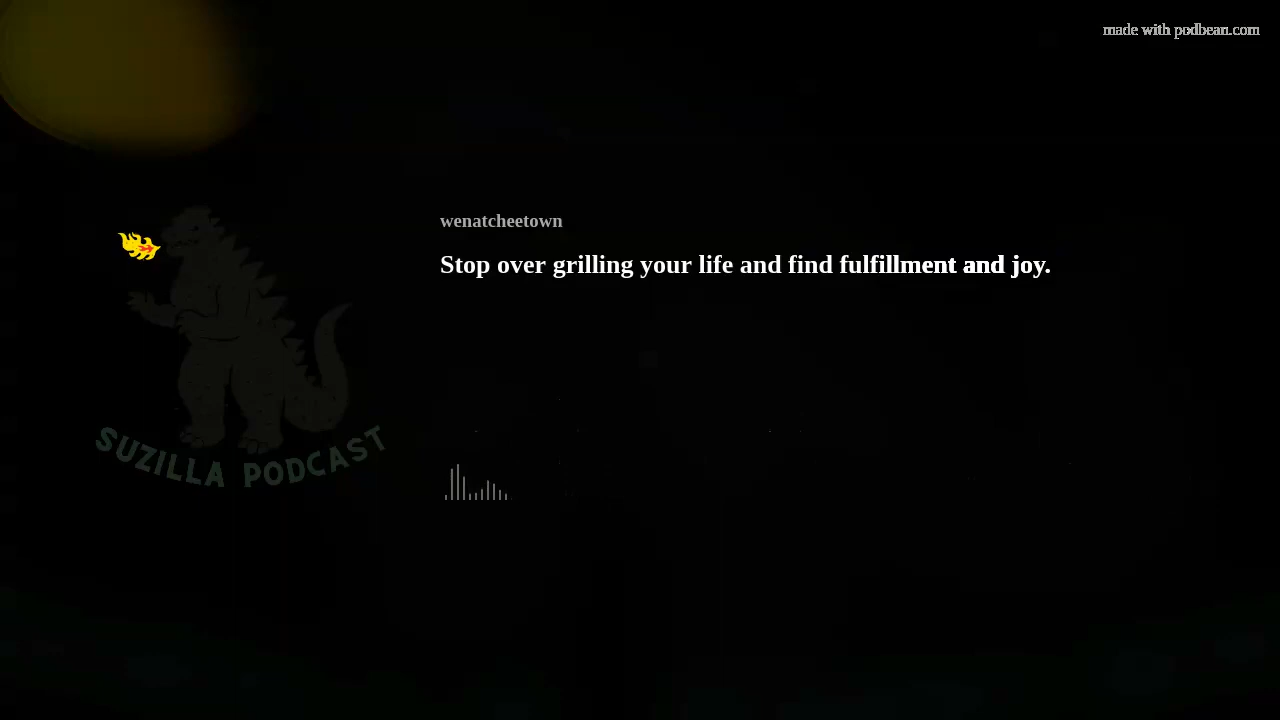 made with podbean.com
wenatcheetown
Stop over grilling your life and find fulfillment and joy.
SUZILLA PODCAST